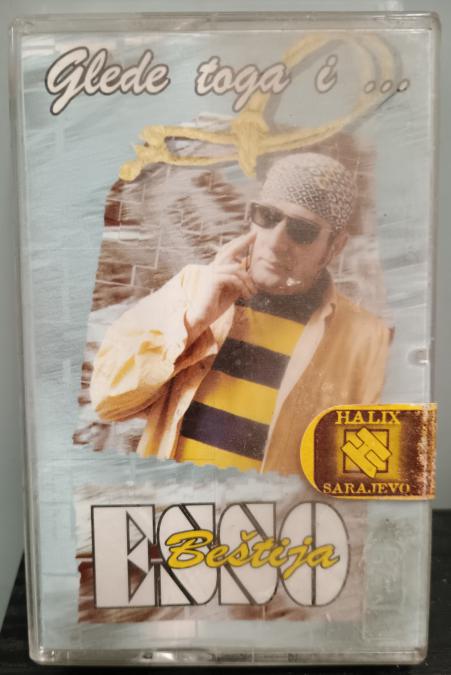 Glede toga i ...
HALIX
SARAJEVO
ESSO
Beštija